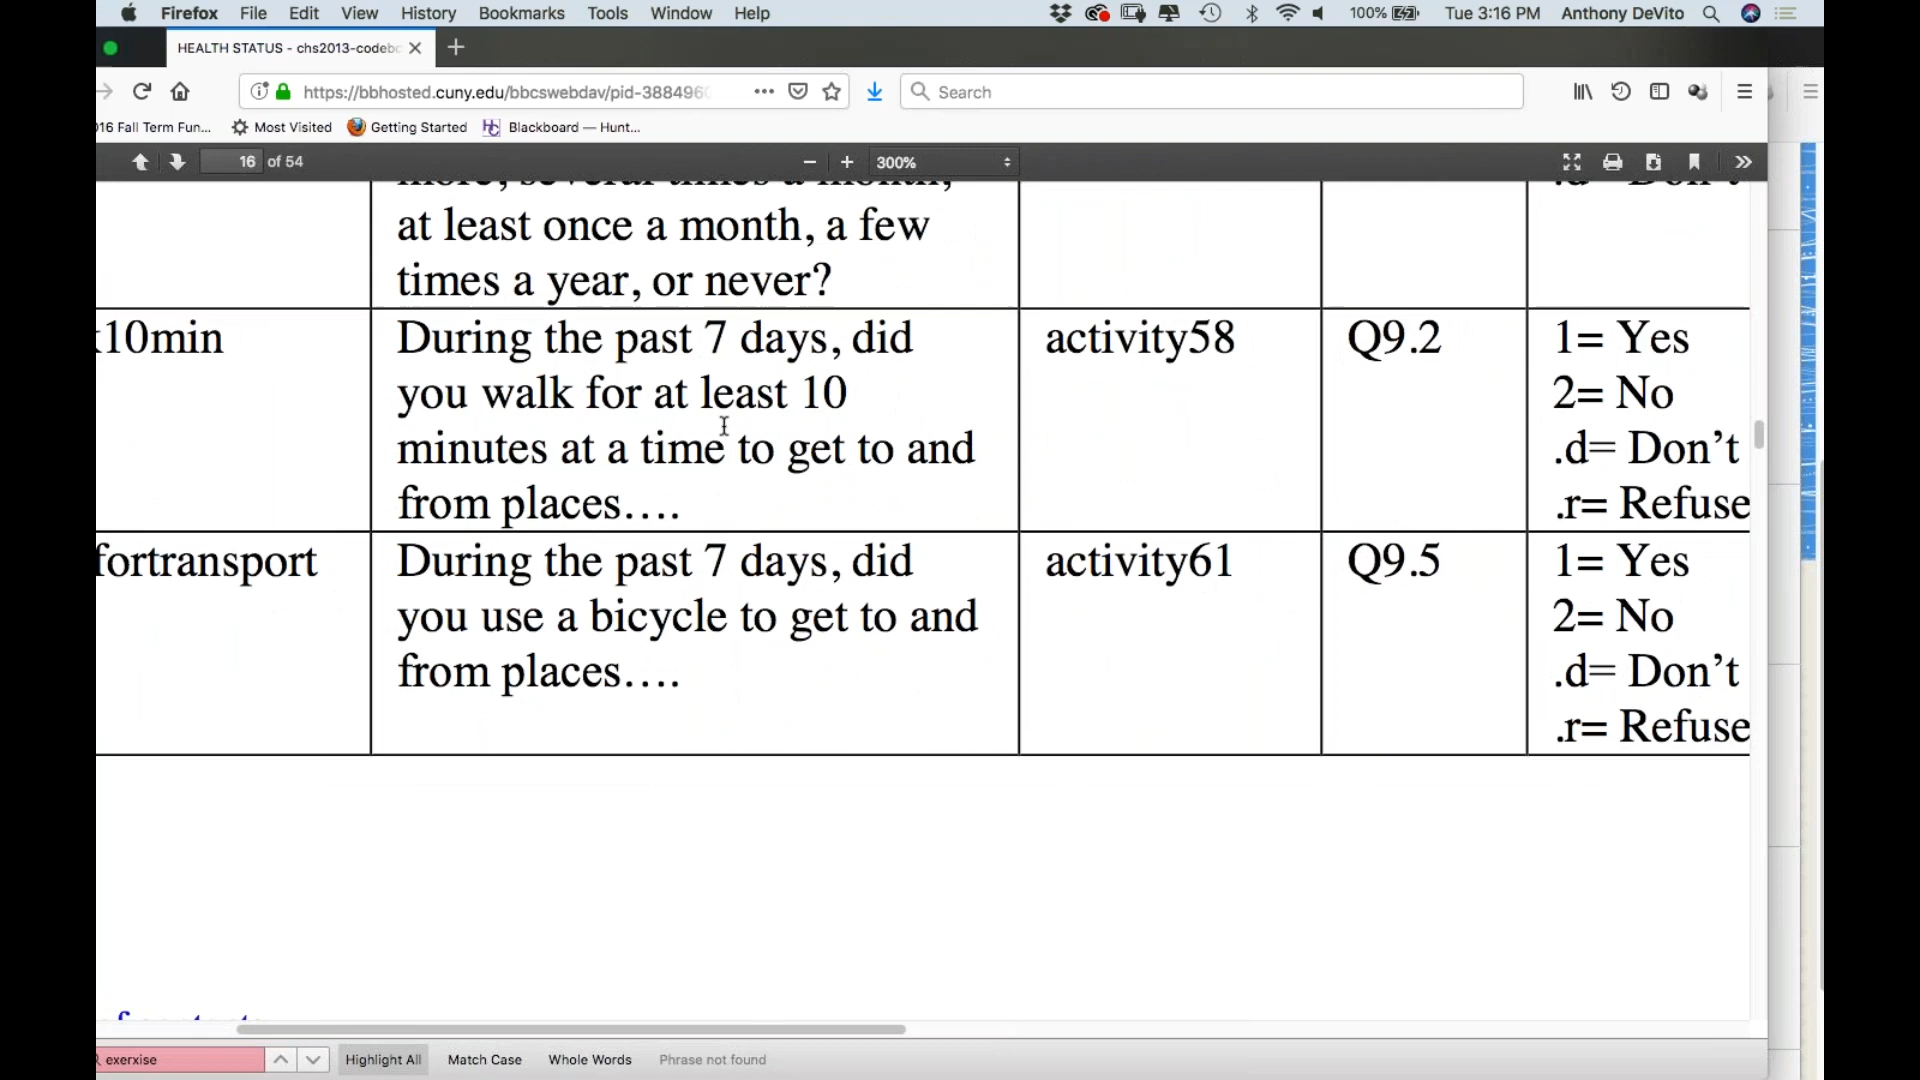 Firefox File Edit View History Bookmarks Tools Window Help 100% Tue 3:16 PM Anthony DeVito
HEALTH STATUS - chs2013-codebo
https://bbhosted.cuny.edu/bbcswebdav/pid-3884960 Search
16 Fall Term Fun... Most Visited Getting Started Blackboard — Hunt...
16 of 54 300%
more, several times a month,
at least once a month, a few
times a year, or never?
10min During the past 7 days, did activity58 Q9.2 1= Yes
you walk for at least 10 2= No
minutes at a time to get to and .d= Don’t
from places.... .r= Refuse
fortransport During the past 7 days, did activity61 Q9.5 1= Yes
you use a bicycle to get to and 2= No
from places.... .d= Don’t
.r= Refuse
exerxise Highlight All Match Case Whole Words Phrase not found